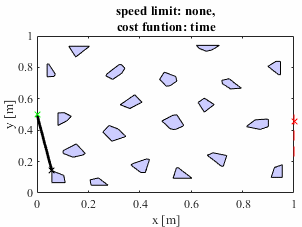 speed limit: none,
cost funtion: time
1
0.8
0.6
0.4
0.2
0
0 0.2 0.4 0.6 0.8 1
y [m]
x [m]